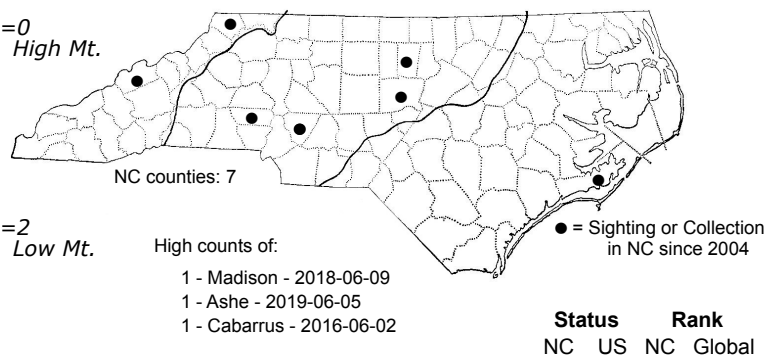 =0
High Mt.
NC counties: 7
=2
Low Mt.
High counts of:
1 - Madison - 2018-06-09
1 - Ashe - 2019-06-05
1 - Cabarrus - 2016-06-02
● = Sighting or Collection
in NC since 2004
Status Rank
NC US NC Global